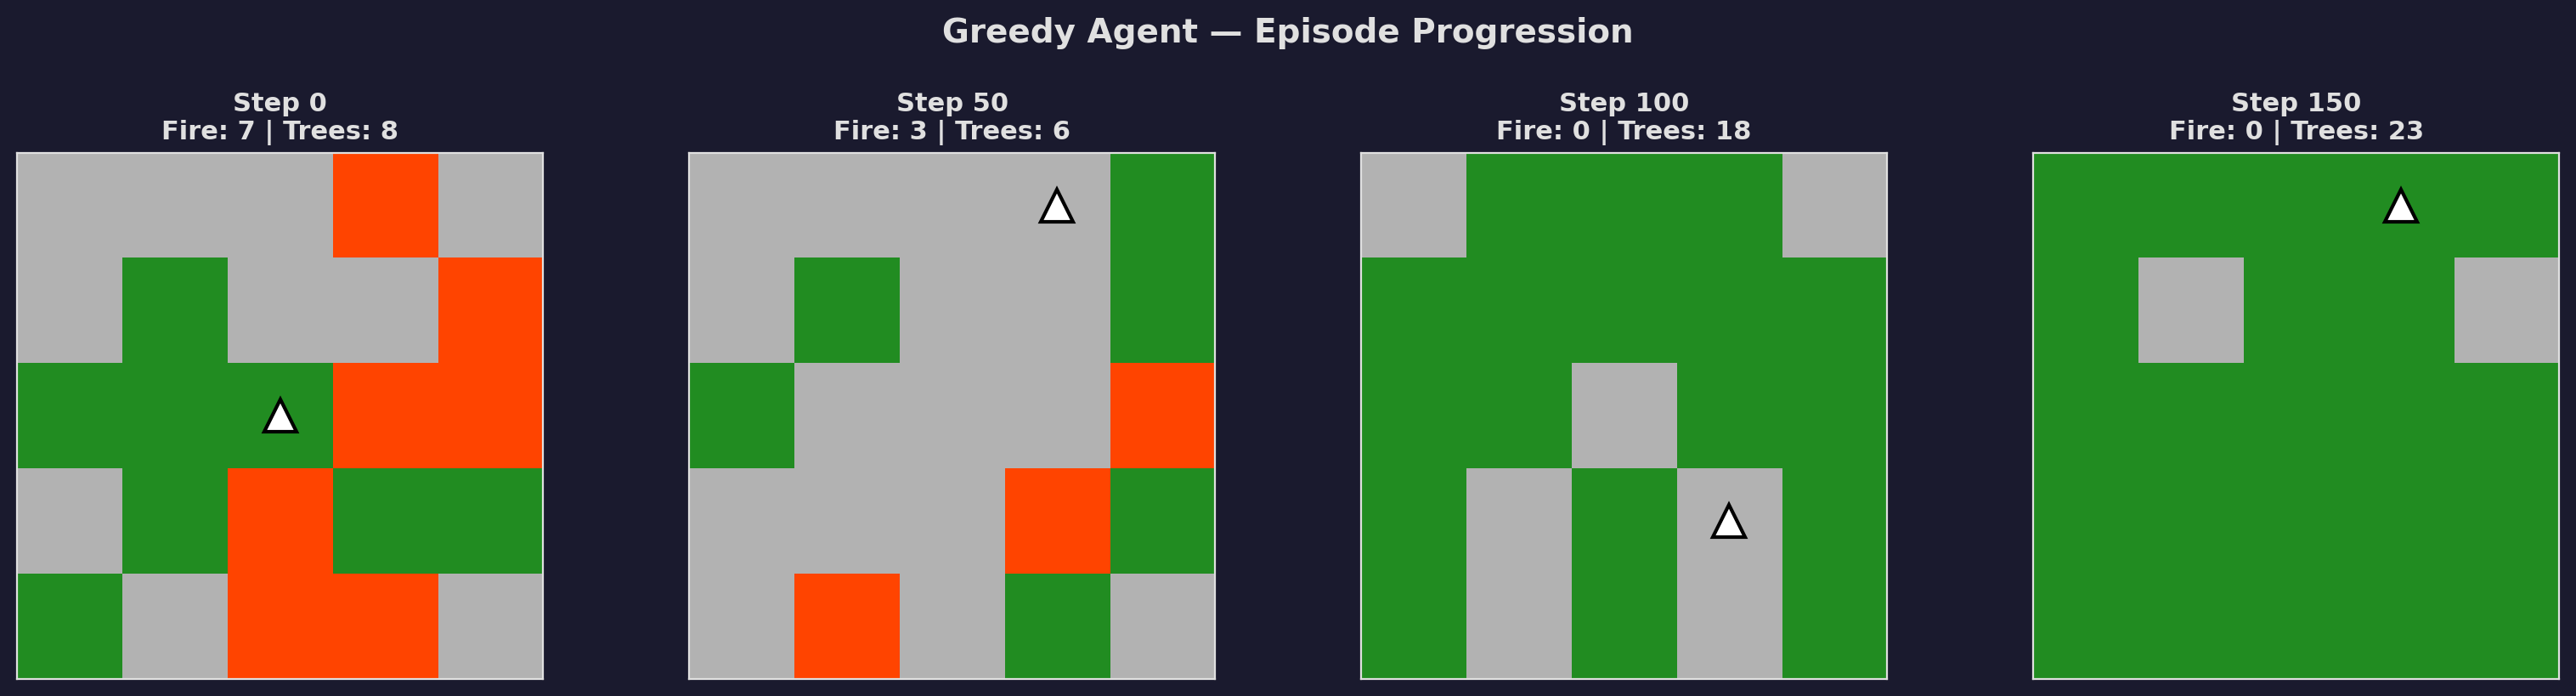 Greedy Agent — Episode Progression
Step 0
Fire: 7 | Trees: 8
Step 50
Fire: 3 | Trees: 6
Step 100
Fire: 0 | Trees: 18
Step 150
Fire: 0 | Trees: 23